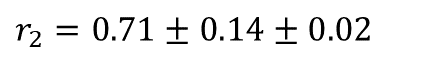 r₂ = 0.71 ± 0.14 ± 0.02